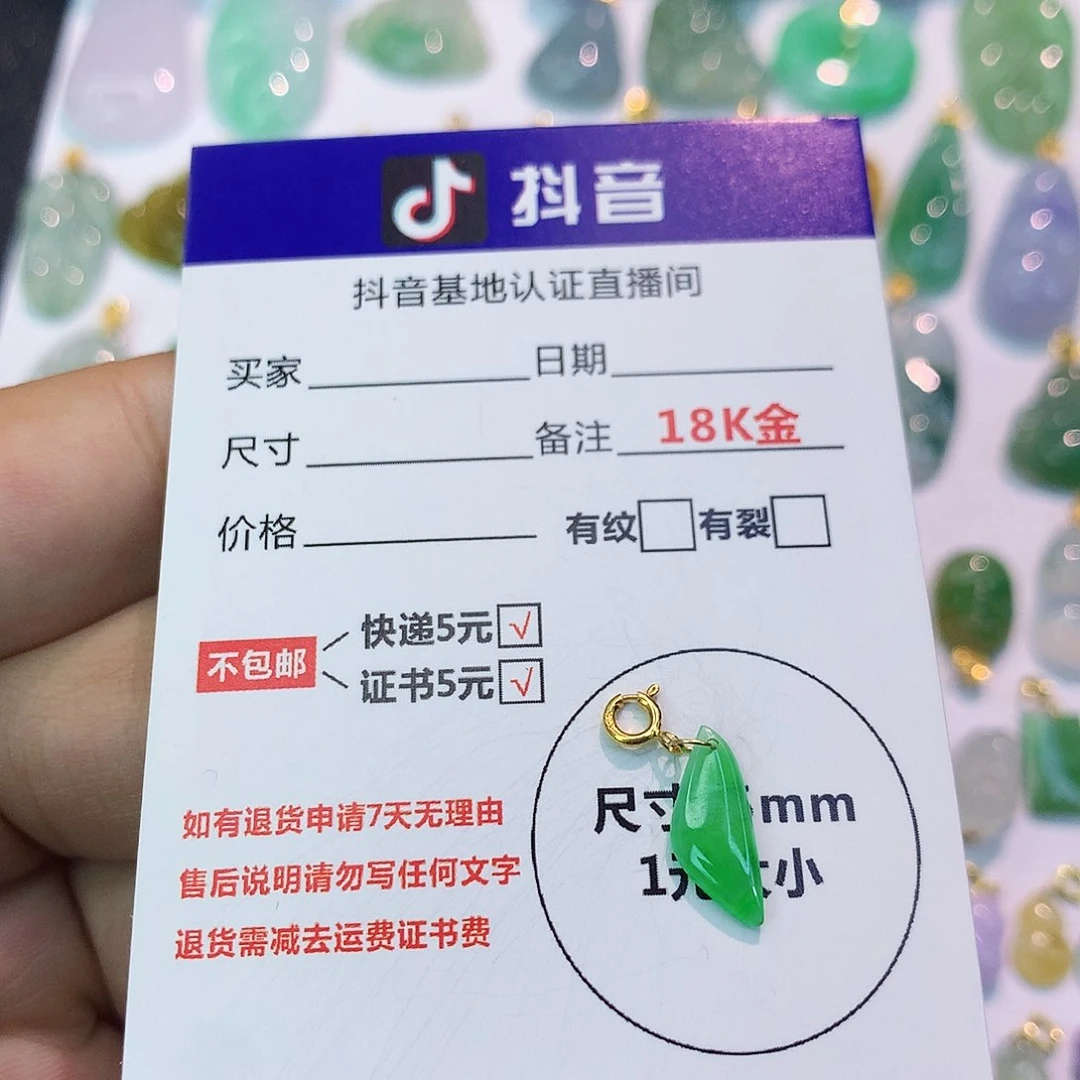 抖音
抖音基地认证直播间
买家 日期
尺寸 备注 18K金
价格 有纹 有裂
不包邮
快递5元√
证书5元√
如有退货申请7天无理由
售后说明请勿写任何文字
退货需减去运费证书费
尺寸 mm
1元大小